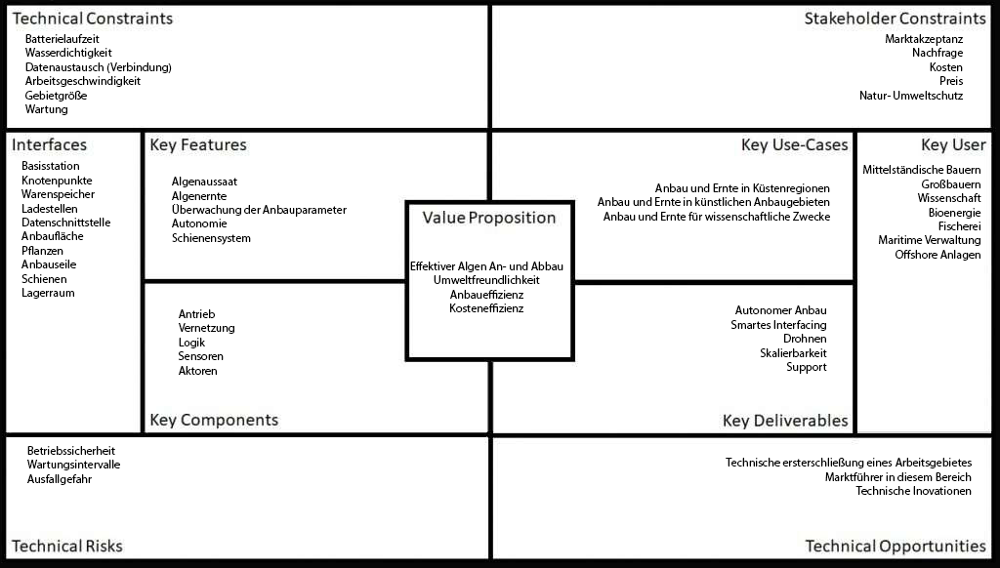 Technical Constraints
Batterielaufzeit
Wasserdichtigkeit
Datenaustausch (Verbindung)
Arbeitsgeschwindigkeit
Gebietgröße
Wartung
Stakeholder Constraints
Marktakzeptanz
Nachfrage
Kosten
Preis
Natur- Umweltschutz
Interfaces
Basisstation
Knotenpunkte
Warenspeicher
Ladestellen
Datenschnittstelle
Anbaufläche
Pflanzen
Anbauseile
Schienen
Lagerraum
Key Features
Algenaussaat
Algenernte
Überwachung der Anbauparameter
Autonomie
Schienensystem
Value Proposition
Effektiver Algen An- und Abbau
Umweltfreundlichkeit
Anbaueffizienz
Kosteneffizienz
Key Use-Cases
Anbau und Ernte in Küstenregionen
Anbau und Ernte in künstlichen Anbaugebieten
Anbau und Ernte für wissenschaftliche Zwecke
Key User
Mittelständische Bauern
Großbauern
Wissenschaft
Bioenergie
Fischerei
Maritime Verwaltung
Offshore Anlagen
Antrieb
Vernetzung
Logik
Sensoren
Aktoren
Key Components
Autonomer Anbau
Smartes Interfacing
Drohnen
Skalierbarkeit
Support
Key Deliverables
Betriebssicherheit
Wartungsintervalle
Ausfallgefahr
Technical Risks
Technische ersterschließung eines Arbeitsgebietes
Marktführer in diesem Bereich
Technische Inovationen
Technical Opportunities